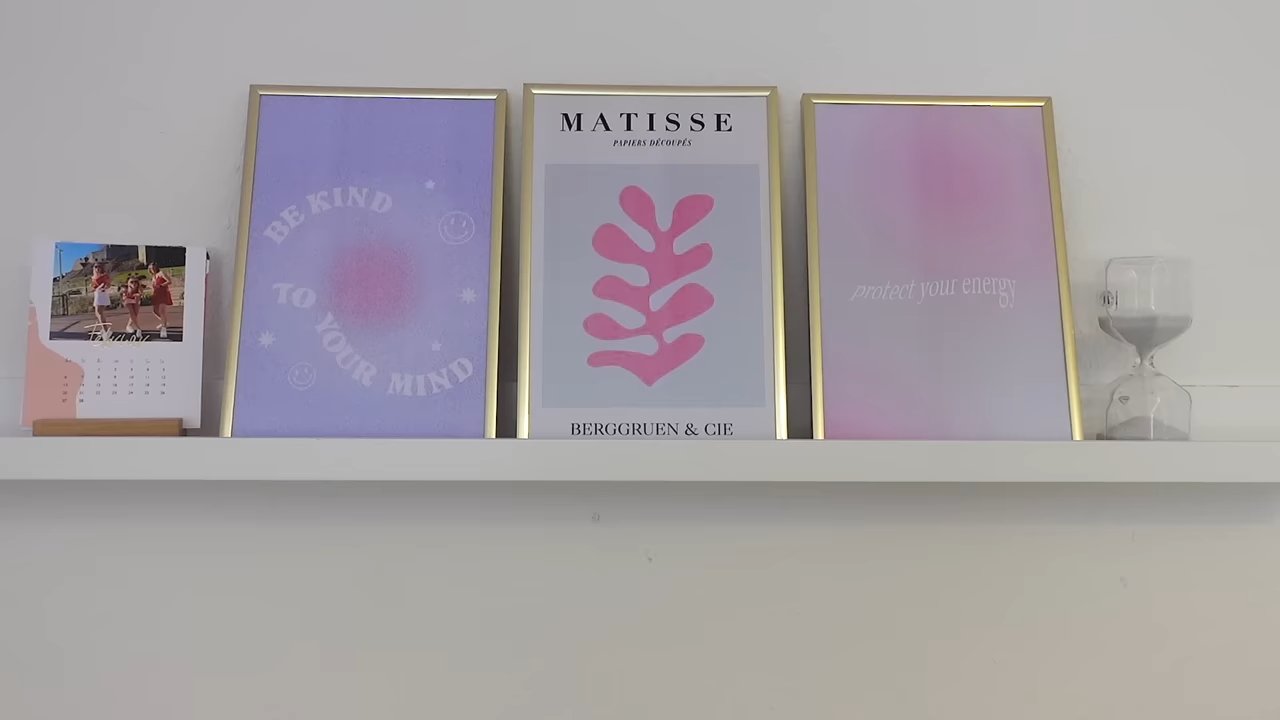 BE KIND
TO YOUR MIND
MATISSE
PAPIERS DÉCOUPÉS
BERGGRUEN & CIE
protect your energy